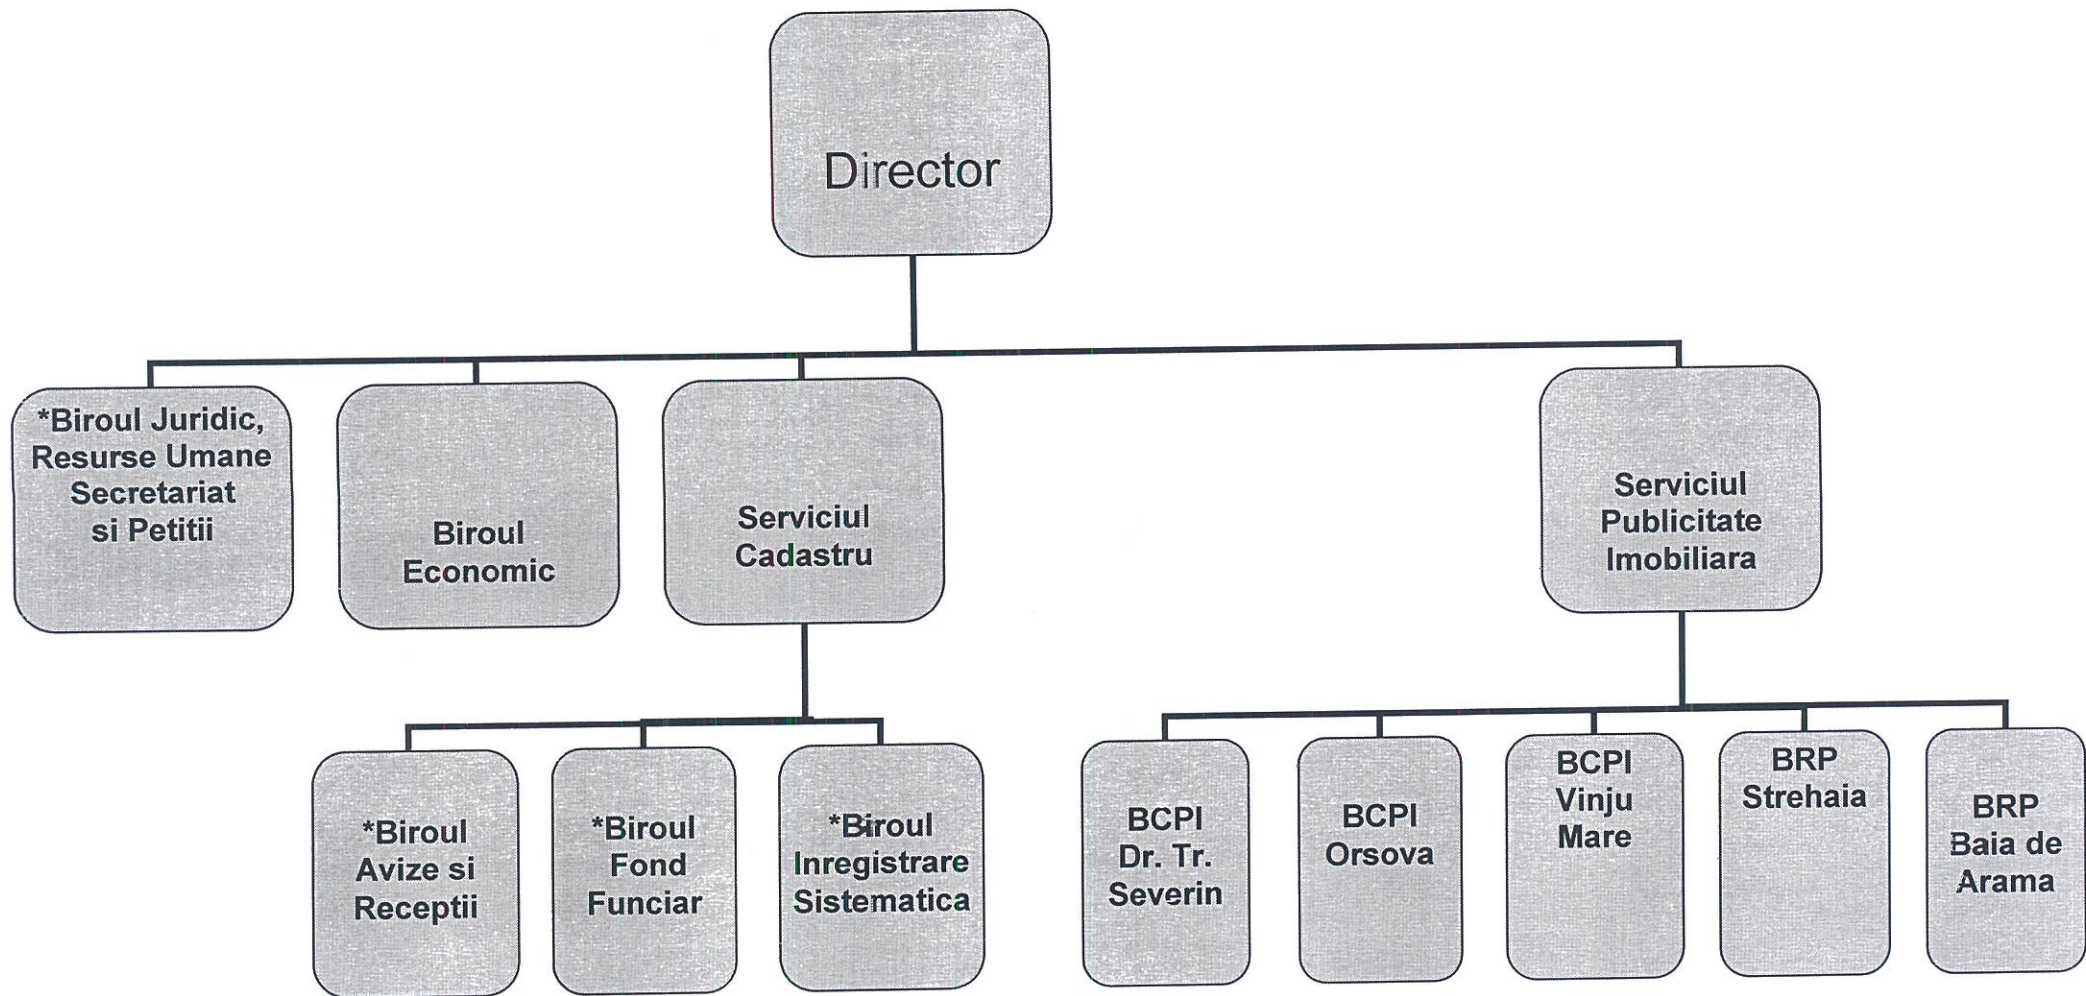 Director
*Biroul Juridic,
Resurse Umane
Secretariat
si Petitii
Biroul
Economic
Serviciul
Cadastru
Serviciul
Publicitate
Imobiliara
*Biroul
Avize si
Receptii
*Biroul
Fond
Funciar
*Biroul
Inregistrare
Sistematica
BCPI
Dr. Tr.
Severin
BCPI
Orsova
BCPI
Vinju
Mare
BRP
Strehaia
BRP
Baia de
Arama